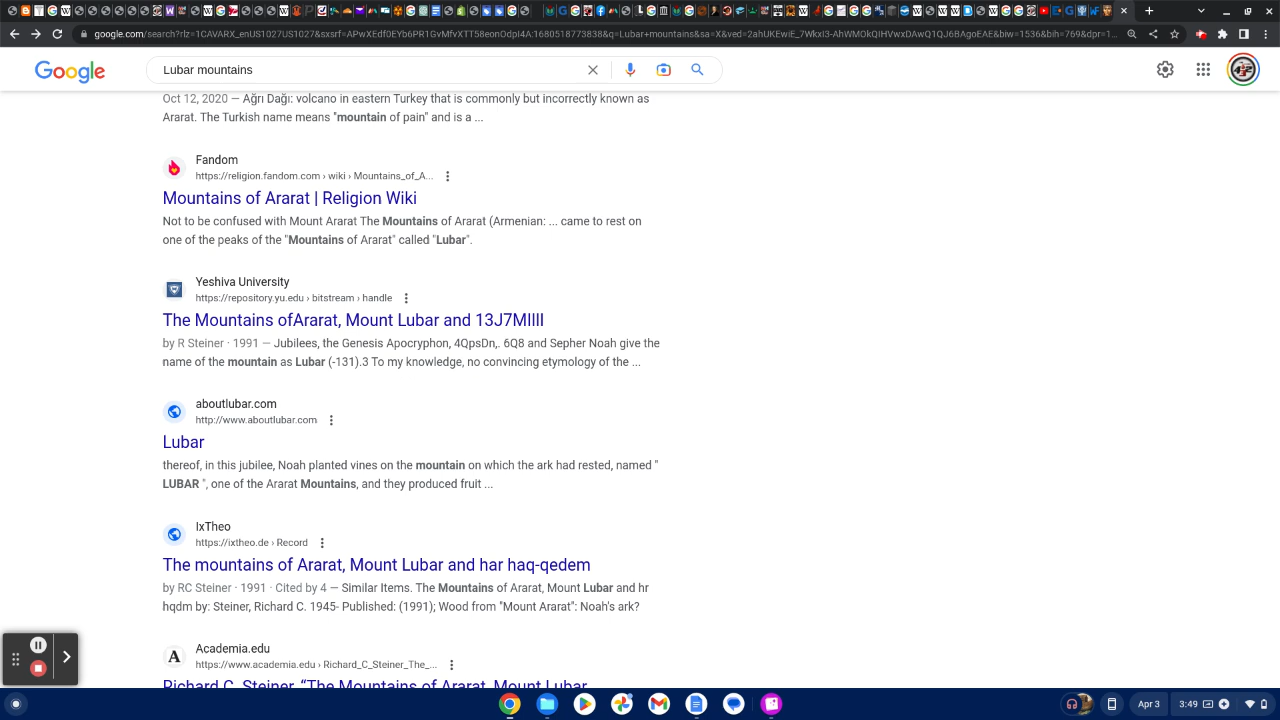 google.com/search?rlz=1CAVARX_enUS1027US1027&sxsrf=APwXEdf0EYb6PR1GvMfvXTT58eonOdpI4A:1680518773838&q=Lubar+mountains&sa=X&ved=2ahUKEwiE_7WkxI3-AhWMOkQIHVwxDAwQ1QJ6BAgoEAE&biw=1536&bih=769&dpr=1...
Google
Lubar mountains
Oct 12, 2020 — Ağrı Dağı: volcano in eastern Turkey that is commonly but incorrectly known as
Ararat. The Turkish name means "mountain of pain" and is a ...
Fandom
https://religion.fandom.com › wiki › Mountains_of_A...
Mountains of Ararat | Religion Wiki
Not to be confused with Mount Ararat The Mountains of Ararat (Armenian: ... came to rest on
one of the peaks of the "Mountains of Ararat" called "Lubar".
Yeshiva University
https://repository.yu.edu › bitstream › handle
The Mountains ofArarat, Mount Lubar and 13J7MIlll
by R Steiner · 1991 — Jubilees, the Genesis Apocryphon, 4QpsDn,. 6Q8 and Sepher Noah give the
name of the mountain as Lubar (-131).3 To my knowledge, no convincing etymology of the ...
aboutlubar.com
http://www.aboutlubar.com
Lubar
thereof, in this jubilee, Noah planted vines on the mountain on which the ark had rested, named "
LUBAR ", one of the Ararat Mountains, and they produced fruit ...
IxTheo
https://ixtheo.de › Record
The mountains of Ararat, Mount Lubar and har haq-qedem
by RC Steiner · 1991 · Cited by 4 — Similar Items. The Mountains of Ararat, Mount Lubar and hr
hqdm by: Steiner, Richard C. 1945- Published: (1991); Wood from "Mount Ararat": Noah's ark?
A
Academia.edu
https://www.academia.edu › Richard_C_Steiner_The_...
Richard C. Steiner, "The Mountains of Ararat, Mount Lubar
Apr 3
3:49